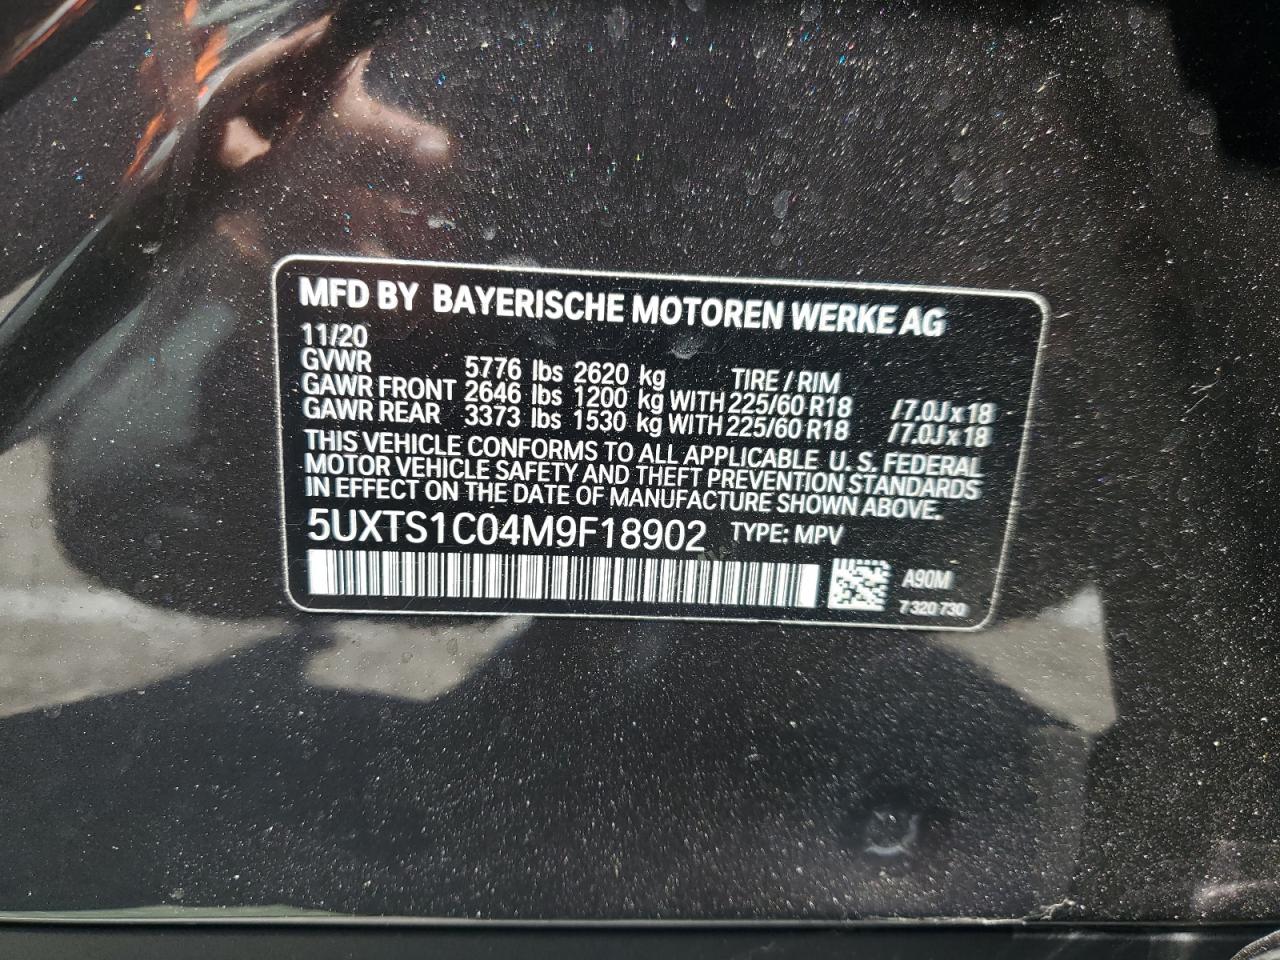 MFD BY BAYERISCHE MOTOREN WERKE AG
11/20
GVWR 5776 lbs 2620 kg TIRE / RIM
GAWR FRONT 2646 lbs 1200 kg WITH 225/60 R18 /7.0J x 18
GAWR REAR 3373 lbs 1530 kg WITH 225/60 R18 /7.0J x 18
THIS VEHICLE CONFORMS TO ALL APPLICABLE U. S. FEDERAL
MOTOR VEHICLE SAFETY AND THEFT PREVENTION STANDARDS
IN EFFECT ON THE DATE OF MANUFACTURE SHOWN ABOVE.
5UXTS1C04M9F18902 TYPE: MPV
A90M
7 320 730